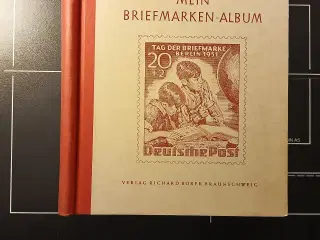 MEIN
BRIEFMARKEN-ALBUM
TAG DER BRIEFMARKE
BERLIN 1951
20
+2
Deutsche Post
VERLAG RICHARD BOREK BRAUNSCHWEIG